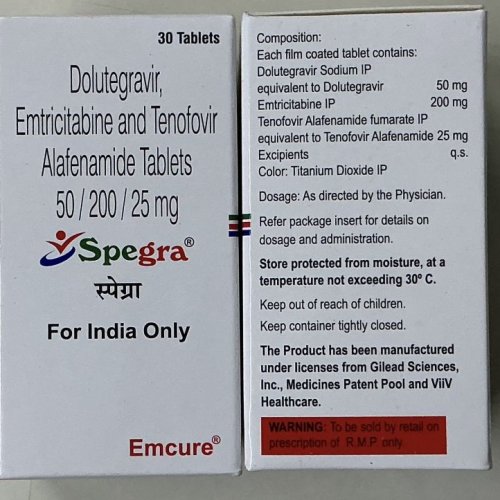 30 Tablets
Dolutegravir,
Emtricitabine and Tenofovir
Alafenamide Tablets
50 / 200 / 25 mg
Spegra®
स्पेग्रा
For India Only
Emcure®
Composition:
Each film coated tablet contains:
Dolutegravir Sodium IP
equivalent to Dolutegravir 50 mg
Emtricitabine IP 200 mg
Tenofovir Alafenamide fumarate IP
equivalent to Tenofovir Alafenamide 25 mg
Excipients q.s.
Color: Titanium Dioxide IP
Dosage: As directed by the Physician.
Refer package insert for details on
dosage and administration.
Store protected from moisture, at a
temperature not exceeding 30º C.
Keep out of reach of children.
Keep container tightly closed.
The Product has been manufactured
under licenses from Gilead Sciences,
Inc., Medicines Patent Pool and ViiV
Healthcare.
WARNING: To be sold by retail on
prescription of R.M.P only.